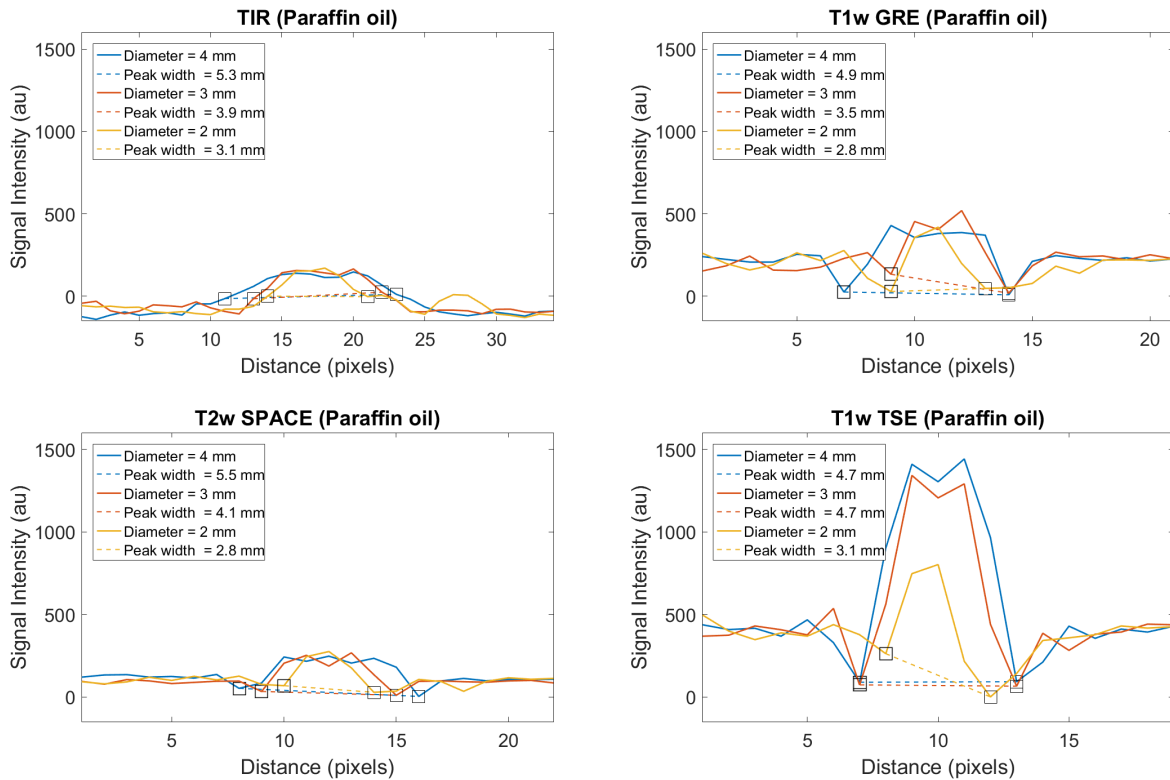 TIR (Paraffin oil)
1500
1000
500
0
Signal Intensity (au)
Diameter = 4 mm
Peak width = 5.3 mm
Diameter = 3 mm
Peak width = 3.9 mm
Diameter = 2 mm
Peak width = 3.1 mm
5 10 15 20 25 30
Distance (pixels)
T1w GRE (Paraffin oil)
1500
1000
500
0
Signal Intensity (au)
Diameter = 4 mm
Peak width = 4.9 mm
Diameter = 3 mm
Peak width = 3.5 mm
Diameter = 2 mm
Peak width = 2.8 mm
5 10 15 20
Distance (pixels)
T2w SPACE (Paraffin oil)
1500
1000
500
0
Signal Intensity (au)
Diameter = 4 mm
Peak width = 5.5 mm
Diameter = 3 mm
Peak width = 4.1 mm
Diameter = 2 mm
Peak width = 2.8 mm
5 10 15 20
Distance (pixels)
T1w TSE (Paraffin oil)
1500
1000
500
0
Signal Intensity (au)
Diameter = 4 mm
Peak width = 4.7 mm
Diameter = 3 mm
Peak width = 4.7 mm
Diameter = 2 mm
Peak width = 3.1 mm
5 10 15
Distance (pixels)